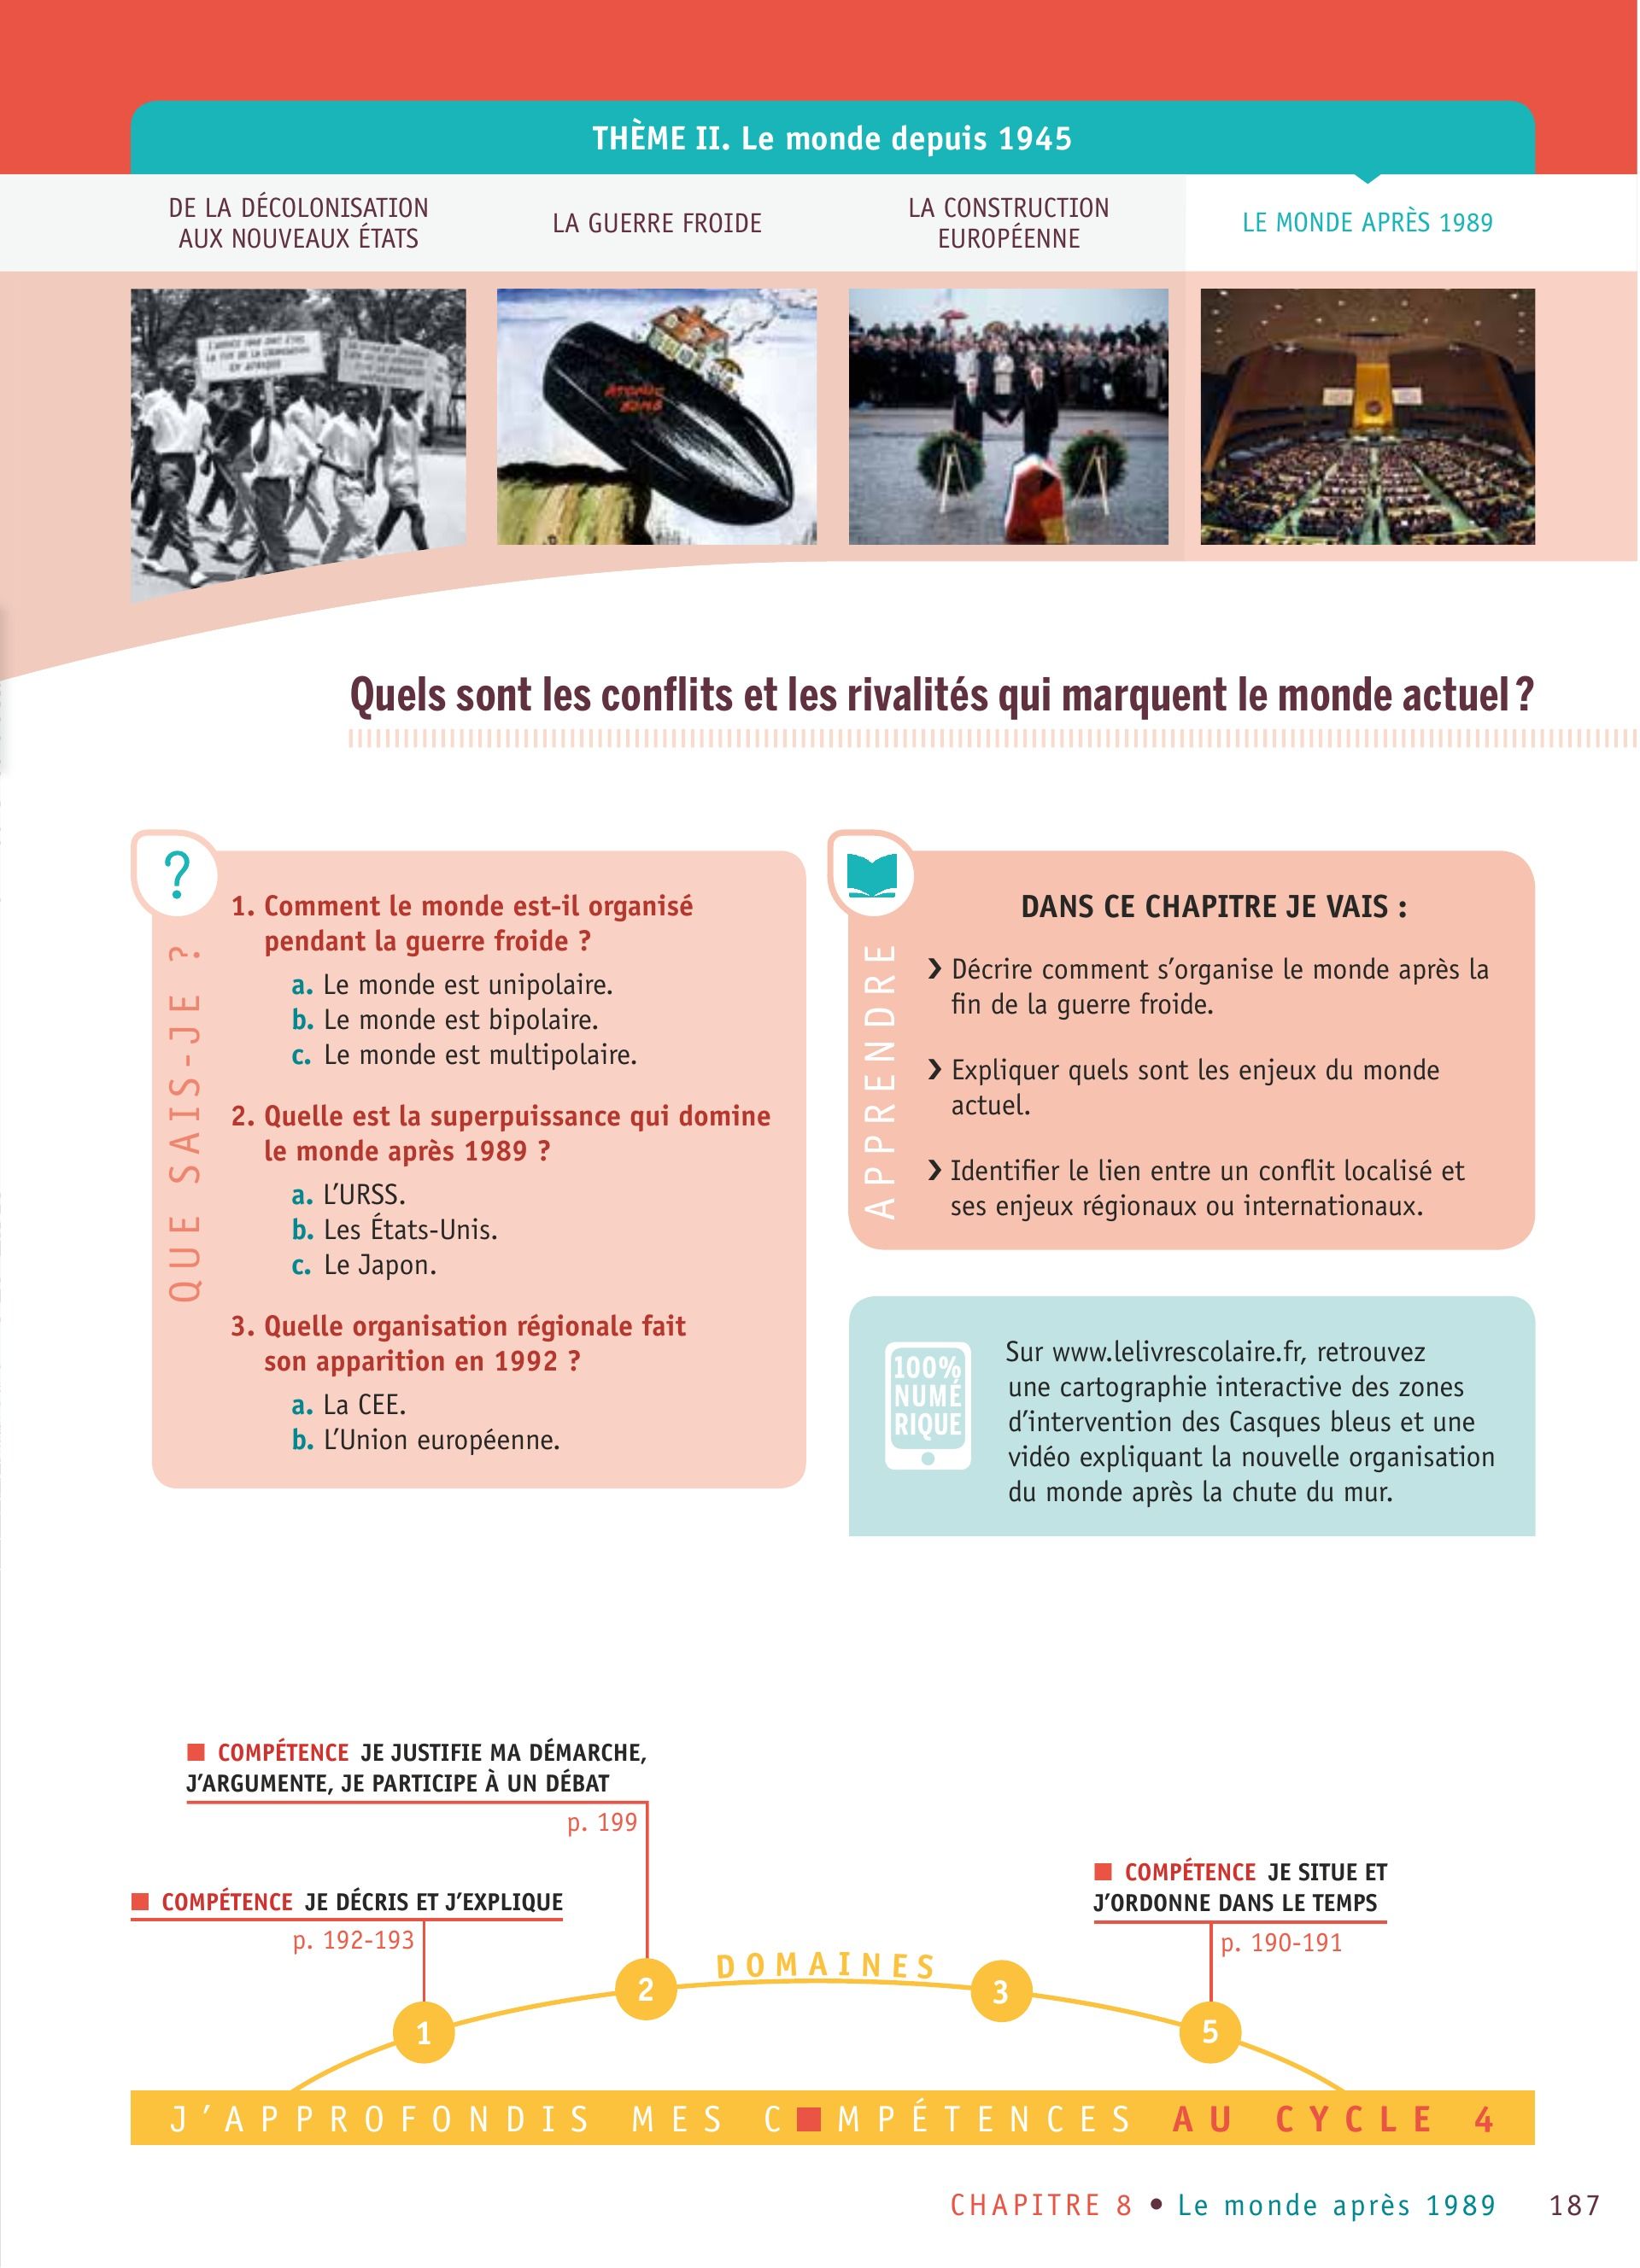 THÈME II. Le monde depuis 1945
DE LA DÉCOLONISATION
AUX NOUVEAUX ÉTATS
LA GUERRE FROIDE
LA CONSTRUCTION
EUROPÉENNE
LE MONDE APRÈS 1989
ATOMIC
BOMB
Quels sont les conflits et les rivalités qui marquent le monde actuel ?
?
QUE SAIS-JE ?
1. Comment le monde est-il organisé
pendant la guerre froide ?
a. Le monde est unipolaire.
b. Le monde est bipolaire.
c. Le monde est multipolaire.
2. Quelle est la superpuissance qui domine
le monde après 1989 ?
a. L’URSS.
b. Les États-Unis.
c. Le Japon.
3. Quelle organisation régionale fait
son apparition en 1992 ?
a. La CEE.
b. L’Union européenne.
APPRENDRE
DANS CE CHAPITRE JE VAIS :
❯ Décrire comment s’organise le monde après la
fin de la guerre froide.
❯ Expliquer quels sont les enjeux du monde
actuel.
❯ Identifier le lien entre un conflit localisé et
ses enjeux régionaux ou internationaux.
100%
NUMÉ
RIQUE
Sur www.lelivrescolaire.fr, retrouvez
une cartographie interactive des zones
d’intervention des Casques bleus et une
vidéo expliquant la nouvelle organisation
du monde après la chute du mur.
COMPÉTENCE JE JUSTIFIE MA DÉMARCHE,
J’ARGUMENTE, JE PARTICIPE À UN DÉBAT
p. 199
COMPÉTENCE JE DÉCRIS ET J’EXPLIQUE
p. 192-193
COMPÉTENCE JE SITUE ET
J’ORDONNE DANS LE TEMPS
p. 190-191
DOMAINES
1
2
3
5
J’APPROFONDIS MES C■MPÉTENCES AU CYCLE 4
CHAPITRE 8 • Le monde après 1989 187